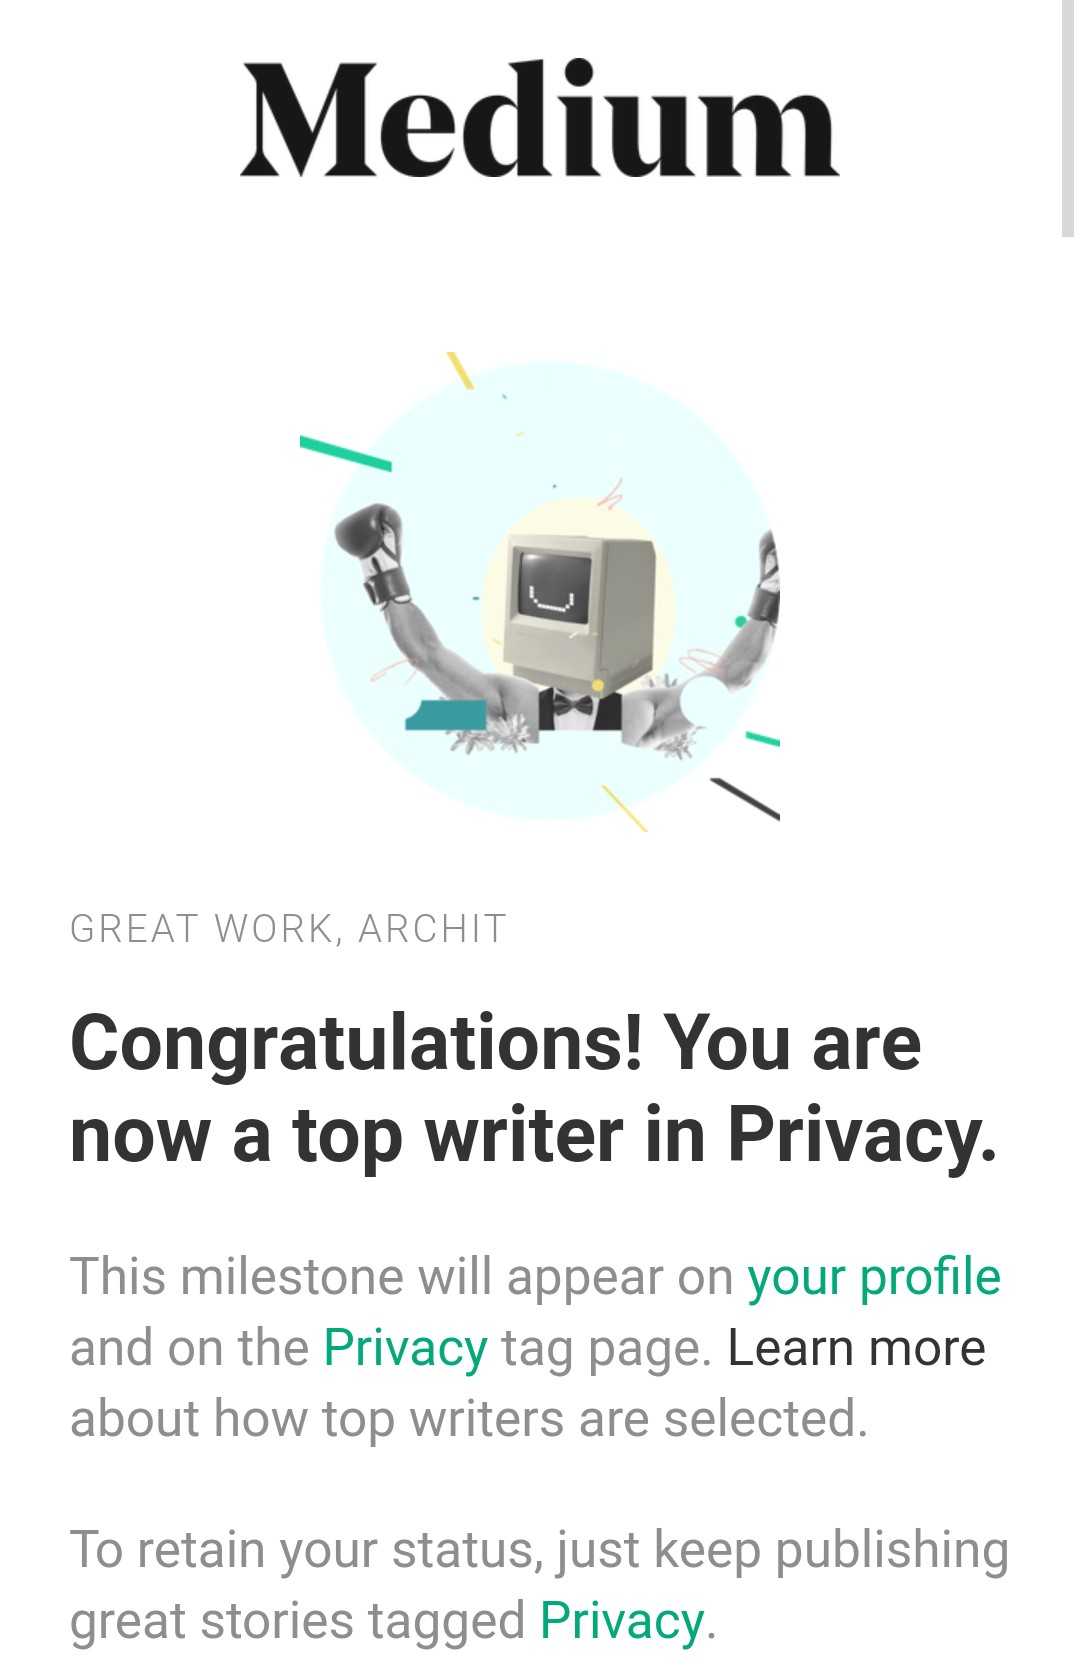 Medium
GREAT WORK, ARCHIT
Congratulations! You are
now a top writer in Privacy.
This milestone will appear on your profile
and on the Privacy tag page. Learn more
about how top writers are selected.
To retain your status, just keep publishing
great stories tagged Privacy.